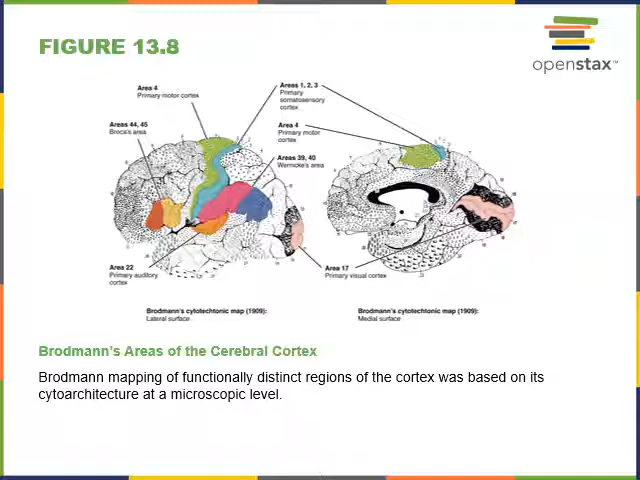 FIGURE 13.8
openstax™
Area 4
Primary motor cortex
Areas 1, 2, 3
Primary
somatosensory
cortex
Areas 44, 45
Broca's area
Area 4
Primary motor
cortex
Areas 39, 40
Wernicke's area
Area 22
Primary auditory
cortex
Area 17
Primary visual cortex
Brodmann's cytotechtonic map (1909):
Lateral surface
Brodmann's cytotechtonic map (1909):
Medial surface
Brodmann's Areas of the Cerebral Cortex
Brodmann mapping of functionally distinct regions of the cortex was based on its
cytoarchitecture at a microscopic level.